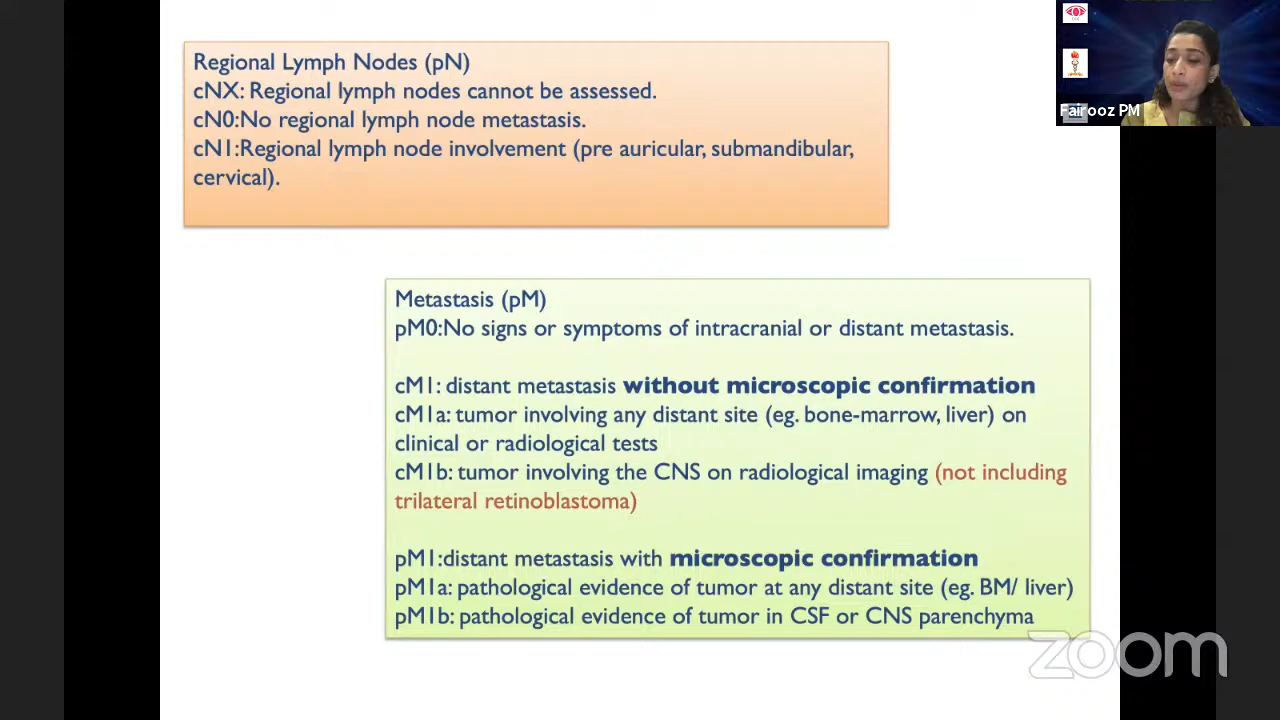 Regional Lymph Nodes (pN)
cNX: Regional lymph nodes cannot be assessed.
cN0:No regional lymph node metastasis.
cN1:Regional lymph node involvement (pre auricular, submandibular,
cervical).
Fairooz PM
Metastasis (pM)
pM0:No signs or symptoms of intracranial or distant metastasis.
cM1: distant metastasis without microscopic confirmation
cM1a: tumor involving any distant site (eg. bone-marrow, liver) on
clinical or radiological tests
cM1b: tumor involving the CNS on radiological imaging (not including
trilateral retinoblastoma)
pM1:distant metastasis with microscopic confirmation
pM1a: pathological evidence of tumor at any distant site (eg. BM/ liver)
pM1b: pathological evidence of tumor in CSF or CNS parenchyma
zoom